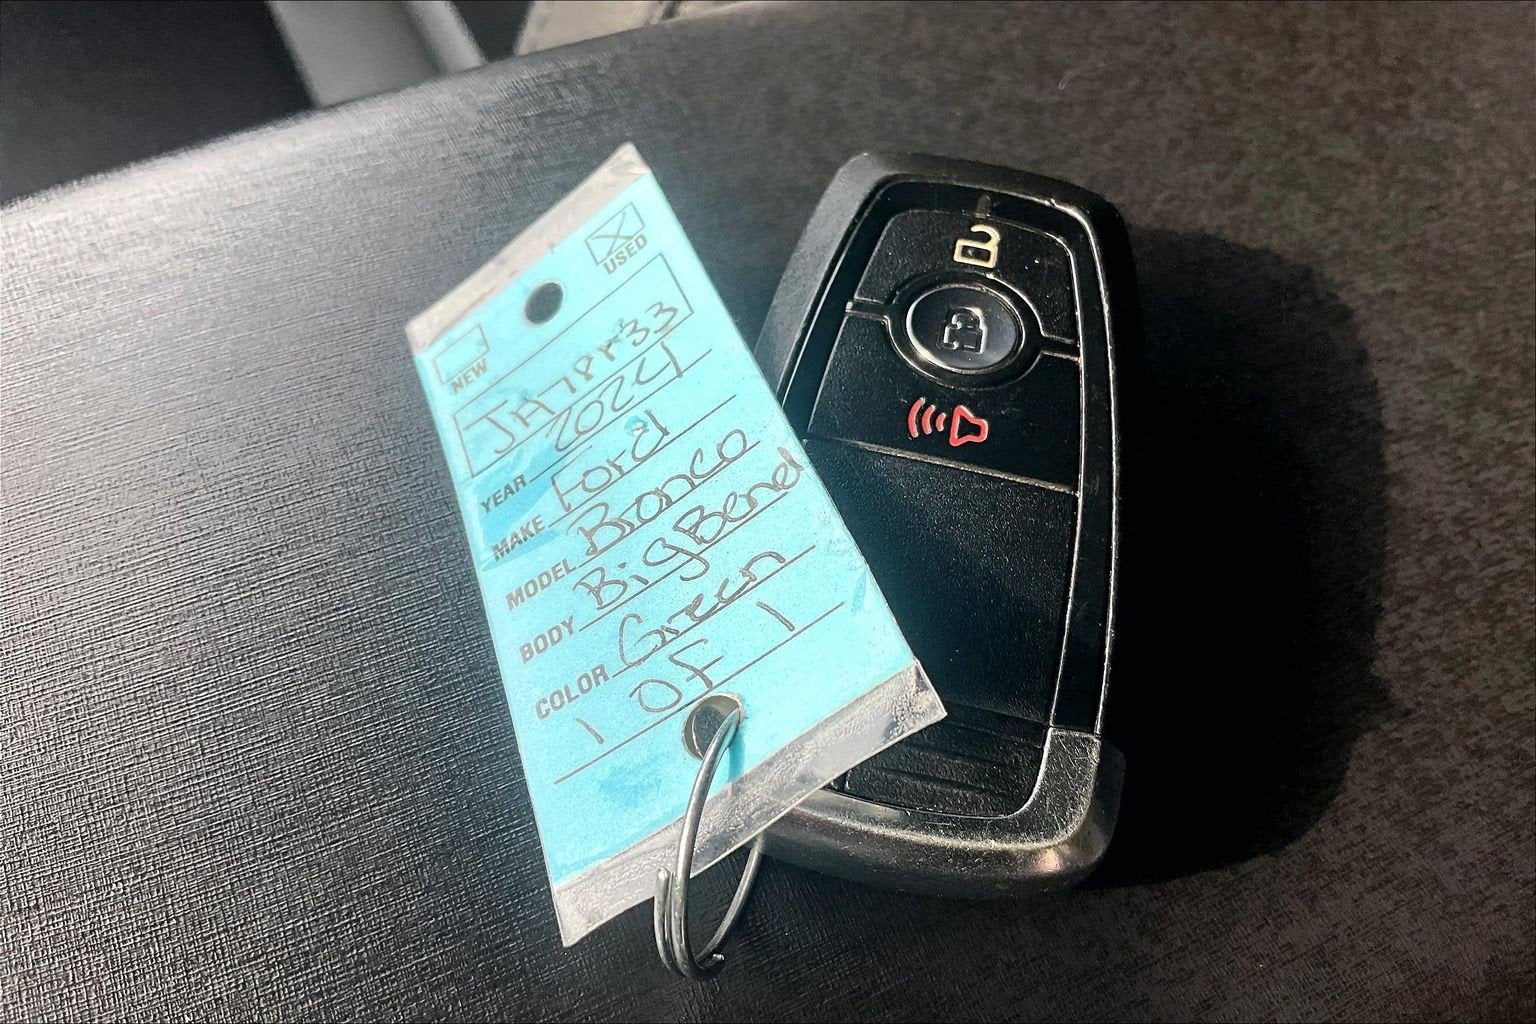 USED
NEW
JA78833
YEAR 2024
MAKE Ford
MODEL Bronco
BODY Big Bend
COLOR Green
1 OF 1